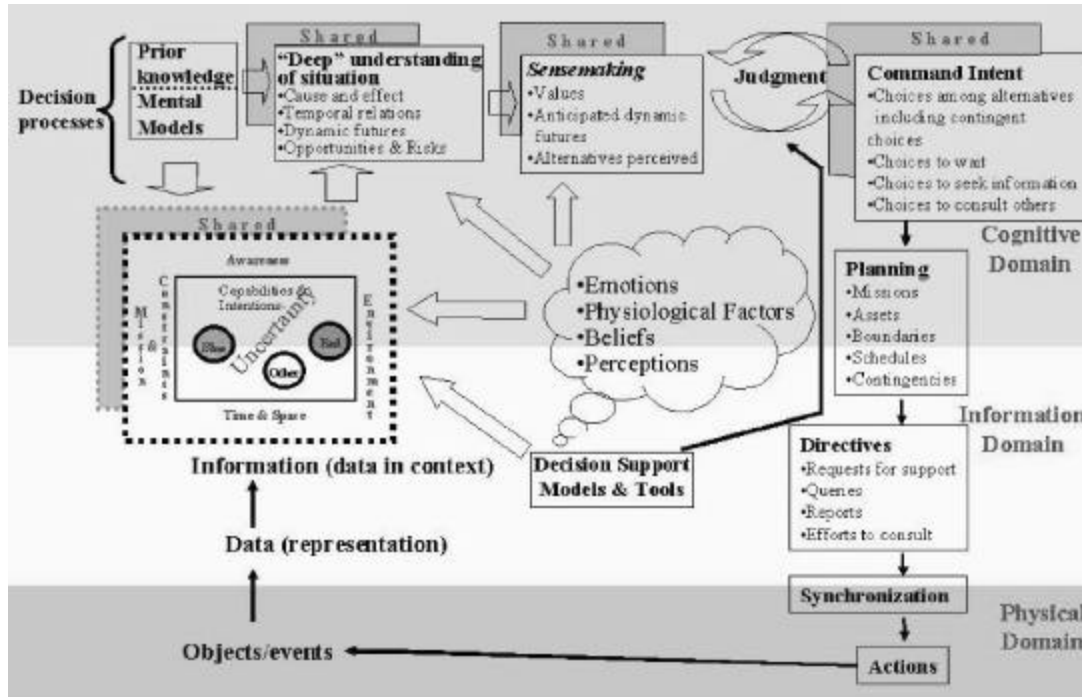 Decision
processes
Prior
knowledge
Mental
Models
Shared
“Deep” understanding
of situation
•Cause and effect
•Temporal relations
•Dynamic futures
•Opportunities & Risks
Shared
Sensemaking
•Values
•Anticipated dynamic
futures
•Alternatives perceived
Judgment
Shared
Command Intent
•Choices among alternatives
including contingent
choices
•Choices to wait
•Choices to seek information
•Choices to consult others
Cognitive
Domain
Shared
Awareness
Mission
&
Constraints
Capabilities &
Intentions
Uncertainty
Blue
Red
Other
Environment
Time & Space
•Emotions
•Physiological Factors
•Beliefs
•Perceptions
Planning
•Missions
•Assets
•Boundaries
•Schedules
•Contingencies
Information
Domain
Information (data in context)
Decision Support
Models & Tools
Directives
•Requests for support
•Queries
•Reports
•Efforts to consult
Data (representation)
Synchronization
Physical
Domain
Objects/events
Actions